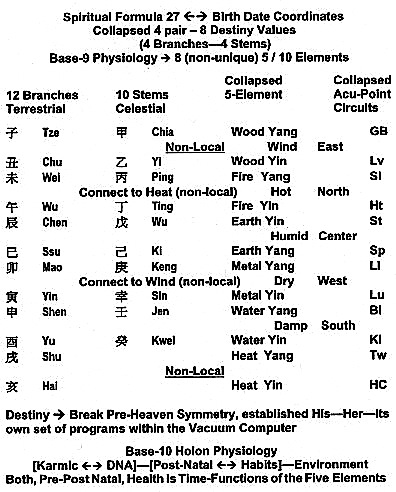 Spiritual Formula 27 ←→ Birth Date Coordinates
Collapsed 4 pair – 8 Destiny Values
(4 Branches—4 Stems)
Base-9 Physiology → 8 (non-unique) 5 / 10 Elements
12 Branches 10 Stems Collapsed Collapsed
Terrestrial Celestial 5-Element Acu-Point
Circuits
子 Tze 甲 Chia Wood Yang GB
Non-Local Wind East
丑 Chu 乙 Yi Wood Yin Lv
未 Wei 丙 Ping Fire Yang SI
Connect to Heat (non-local) Hot North
午 Wu 丁 Ting Fire Yin Ht
辰 Chen 戊 Wu Earth Yin St
Humid Center
巳 Ssu 己 Ki Earth Yang Sp
卯 Mao 庚 Keng Metal Yang LI
Connect to Wind (non-local) Dry West
寅 Yin 辛 Sin Metal Yin Lu
申 Shen 壬 Jen Water Yang Bl
Damp South
酉 Yu 癸 Kwei Water Yin KI
戌 Shu Heat Yang Tw
Non-Local
亥 Hai Heat Yin HC
Destiny → Break Pre-Heaven Symmetry, established His—Her—Its
own set of programs within the Vacuum Computer
Base-10 Holon Physiology
[Karmic ←→ DNA]—[Post-Natal ←→ Habits]—Environment
Both, Pre-Post Natal, Health is Time-Functions of the Five Elements